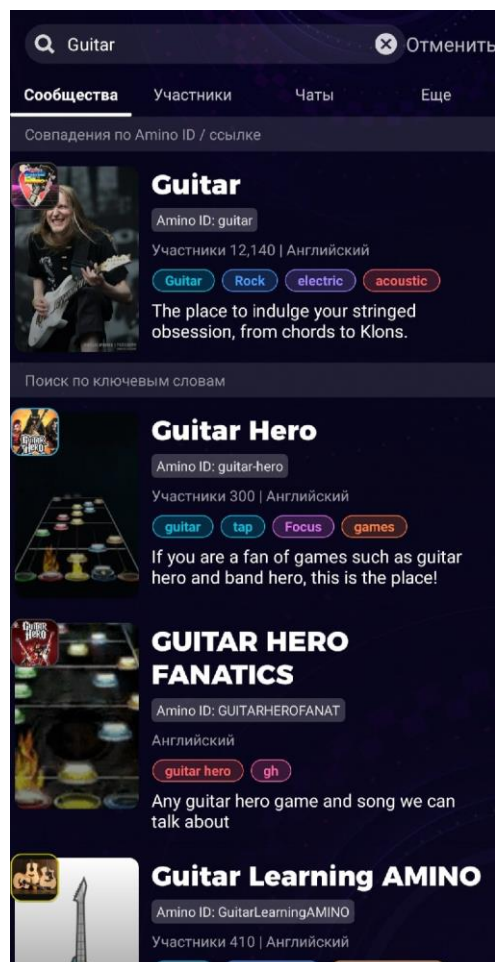 Guitar
Отменить
Сообщества
Участники
Чаты
Еще
Совпадения по Amino ID / ссылке
Guitar
Amino ID: guitar
Участники 12,140 | Английский
Guitar
Rock
electric
acoustic
The place to indulge your stringed
obsession, from chords to Klons.
Поиск по ключевым словам
GUITAR
HERO
Guitar Hero
Amino ID: guitar-hero
Участники 300 | Английский
guitar
tap
Focus
games
If you are a fan of games such as guitar
hero and band hero, this is the place!
GUITAR
HERO
GUITAR HERO
FANATICS
Amino ID: GUITARHEROFANAT
Английский
guitar hero
gh
Any guitar hero game and song we can
talk about
Guitar Learning AMINO
Amino ID: GuitarLearningAMINO
Участники 410 | Английский